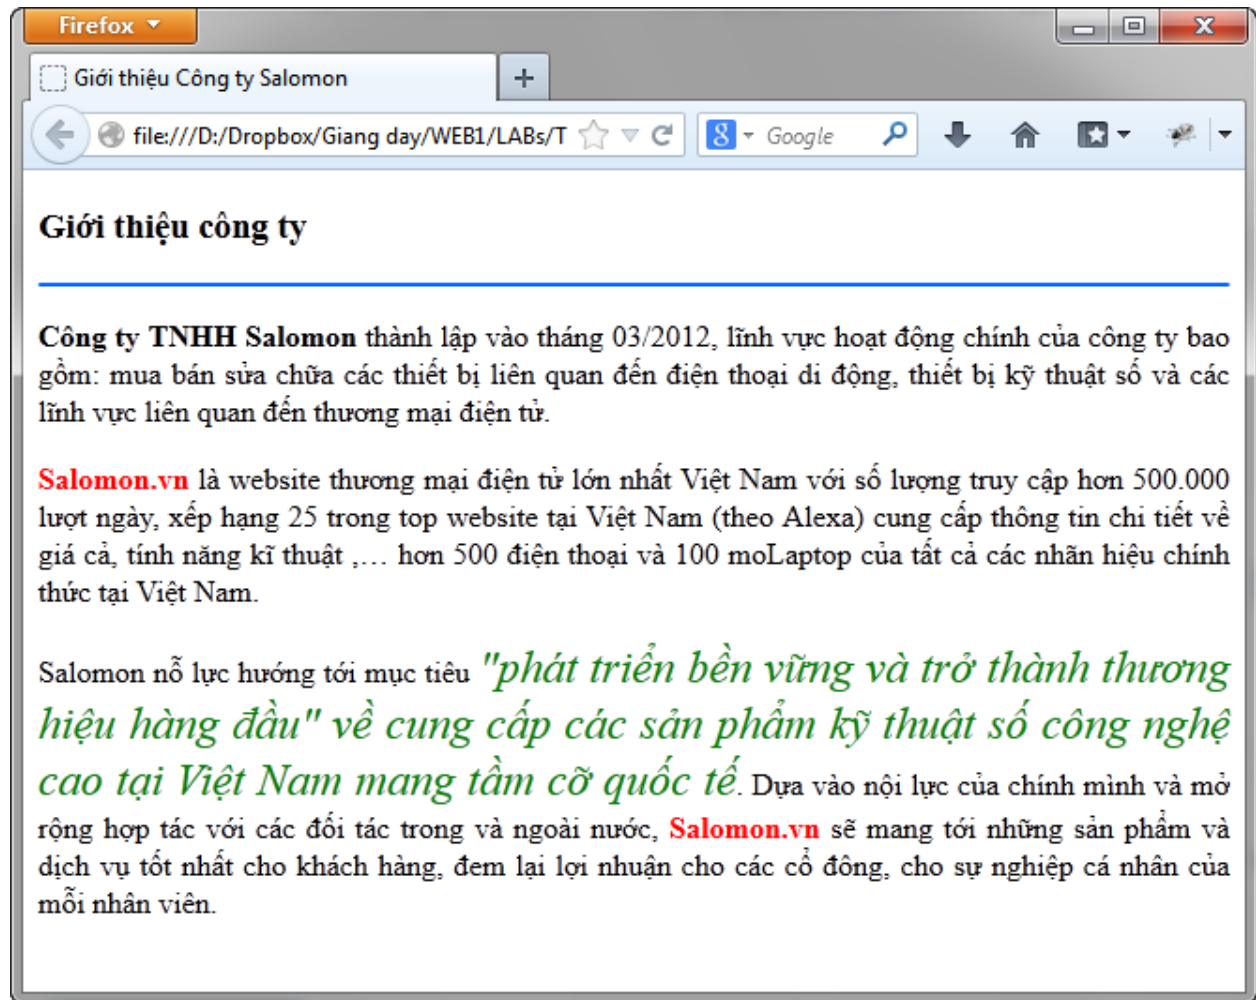 Firefox
Giới thiệu Công ty Salomon
file:///D:/Dropbox/Giang day/WEB1/LABs/T
8 Google
Giới thiệu công ty
Công ty TNHH Salomon thành lập vào tháng 03/2012, lĩnh vực hoạt động chính của công ty bao
gồm: mua bán sửa chữa các thiết bị liên quan đến điện thoại di động, thiết bị kỹ thuật số và các
lĩnh vực liên quan đến thương mại điện tử.
Salomon.vn là website thương mại điện tử lớn nhất Việt Nam với số lượng truy cập hơn 500.000
lượt ngày, xếp hạng 25 trong top website tại Việt Nam (theo Alexa) cung cấp thông tin chi tiết về
giá cả, tính năng kĩ thuật ,… hơn 500 điện thoại và 100 moLaptop của tất cả các nhãn hiệu chính
thức tại Việt Nam.
Salomon nỗ lực hướng tới mục tiêu "phát triển bền vững và trở thành thương
hiệu hàng đầu" về cung cấp các sản phẩm kỹ thuật số công nghệ
cao tại Việt Nam mang tầm cỡ quốc tế. Dựa vào nội lực của chính mình và mở
rộng hợp tác với các đối tác trong và ngoài nước, Salomon.vn sẽ mang tới những sản phẩm và
dịch vụ tốt nhất cho khách hàng, đem lại lợi nhuận cho các cổ đông, cho sự nghiệp cá nhân của
mỗi nhân viên.